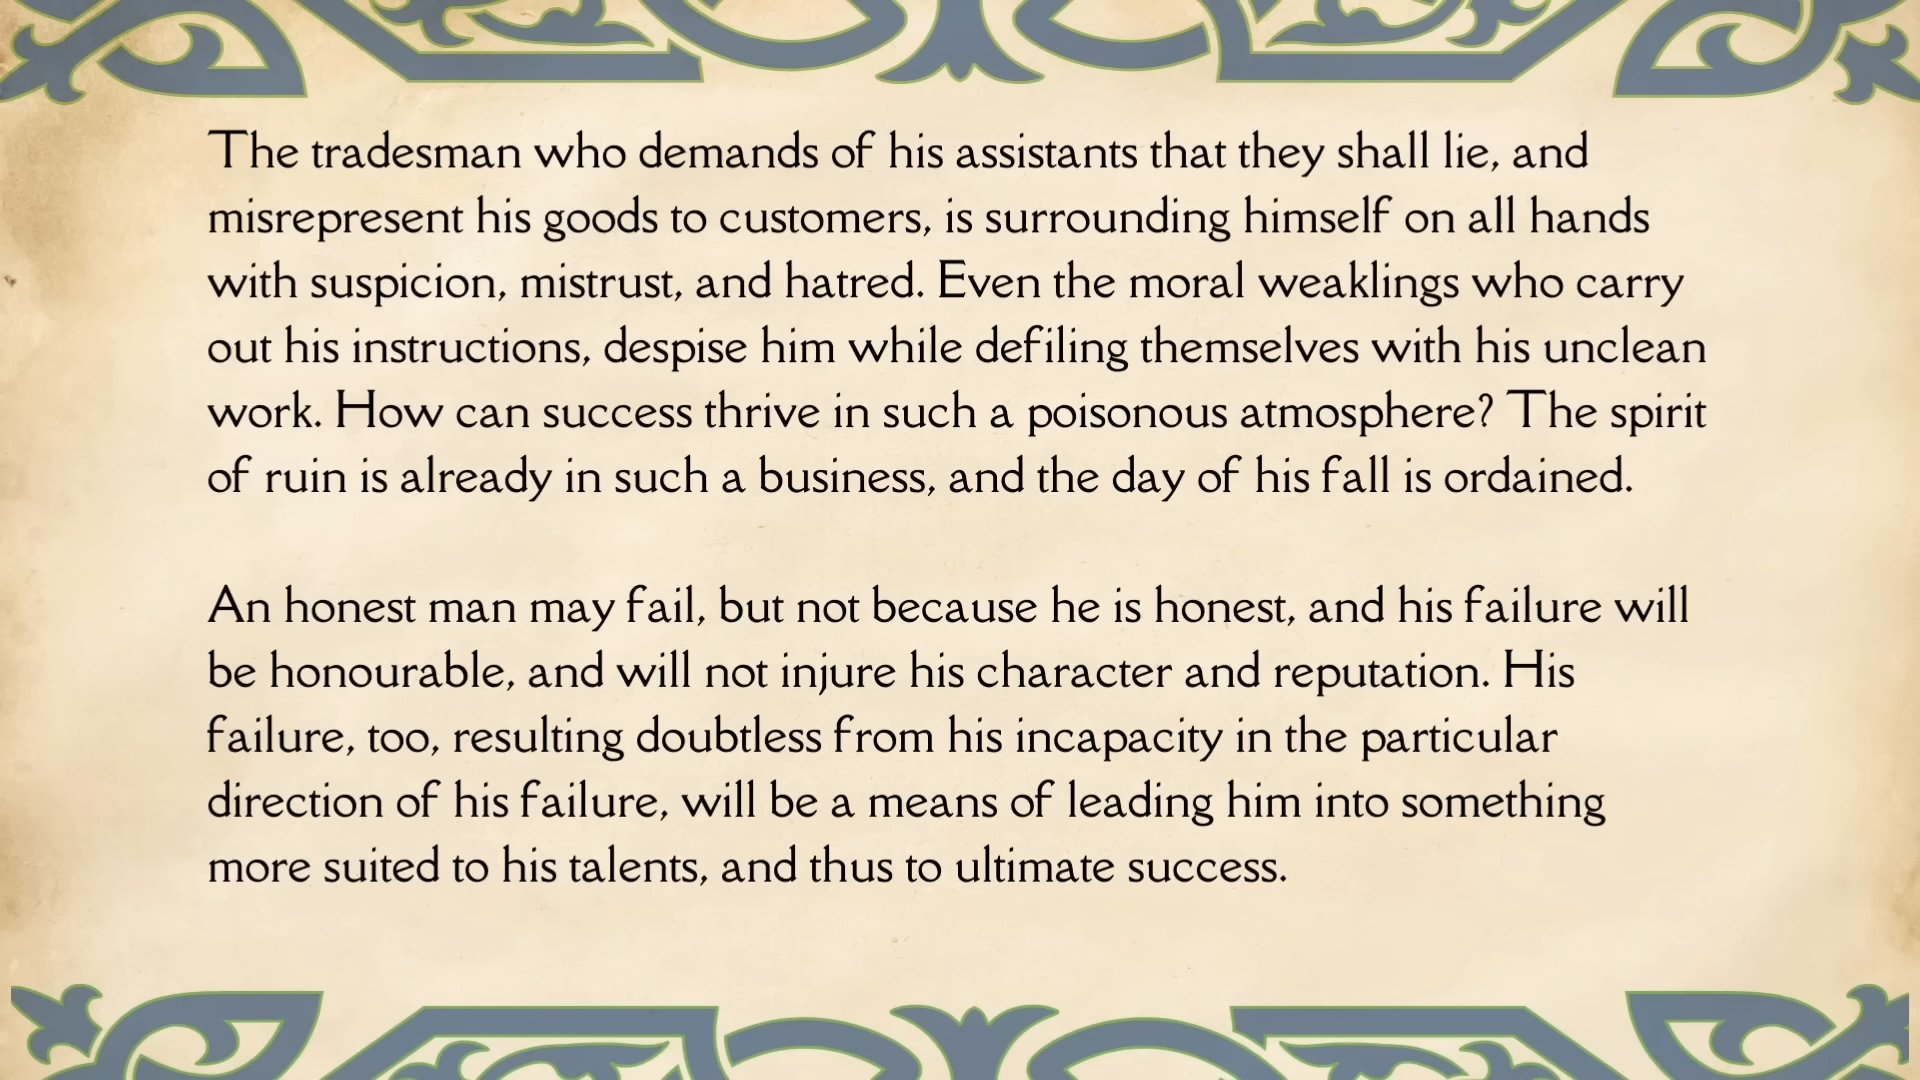 The tradesman who demands of his assistants that they shall lie, and
misrepresent his goods to customers, is surrounding himself on all hands
with suspicion, mistrust, and hatred. Even the moral weaklings who carry
out his instructions, despise him while defiling themselves with his unclean
work. How can success thrive in such a poisonous atmosphere? The spirit
of ruin is already in such a business, and the day of his fall is ordained.
An honest man may fail, but not because he is honest, and his failure will
be honourable, and will not injure his character and reputation. His
failure, too, resulting doubtless from his incapacity in the particular
direction of his failure, will be a means of leading him into something
more suited to his talents, and thus to ultimate success.